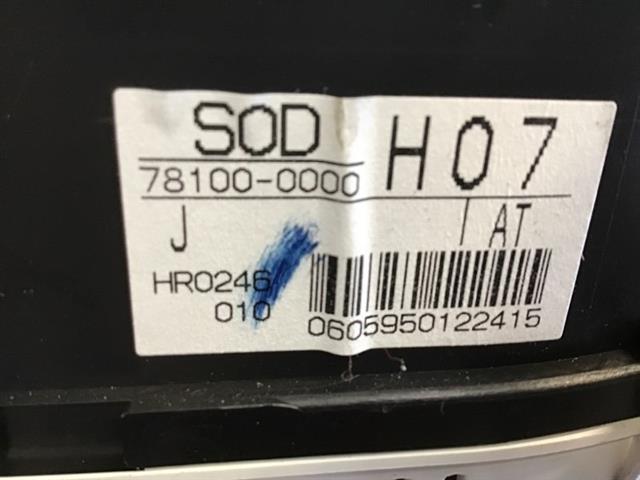 SOD H07
78100-0000
J / AT
HR0246
010
0605950122415